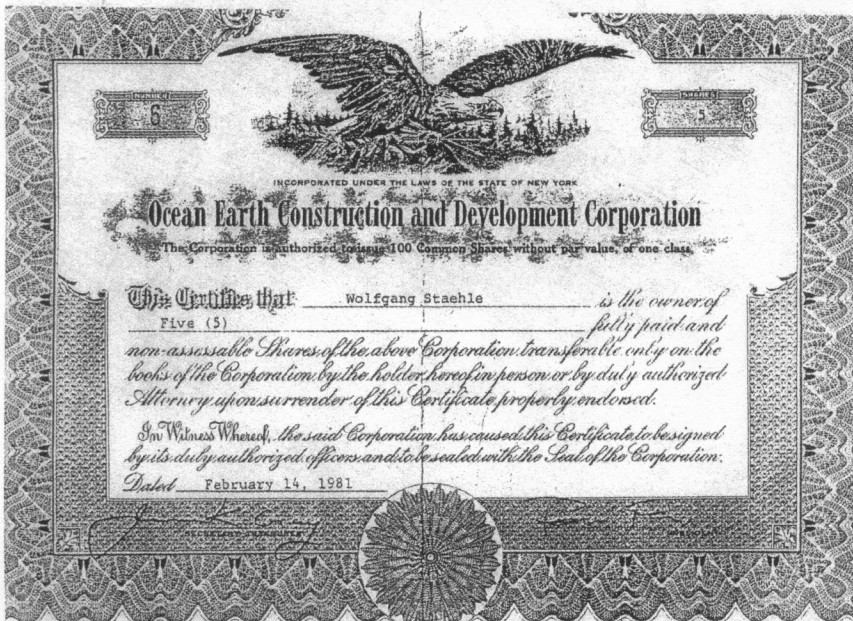 NUMBER
6
SHARES
5
INCORPORATED UNDER THE LAWS OF THE STATE OF NEW YORK
Ocean Earth Construction and Development Corporation
The Corporation is authorized to issue 100 Common Shares without par value, of one class.
This Certifies that Wolfgang Staehle is the owner of
Five (5) fully paid and
non-assessable Shares of the above Corporation transferable only on the
books of the Corporation by the holder hereof in person or by duly authorized
Attorney upon surrender of this Certificate properly endorsed.
In Witness Whereof, the said Corporation has caused this Certificate to be signed
by its duly authorized officers and to be sealed with the Seal of the Corporation.
Dated February 14, 1981
SECRETARY-TREASURER
PRESIDENT